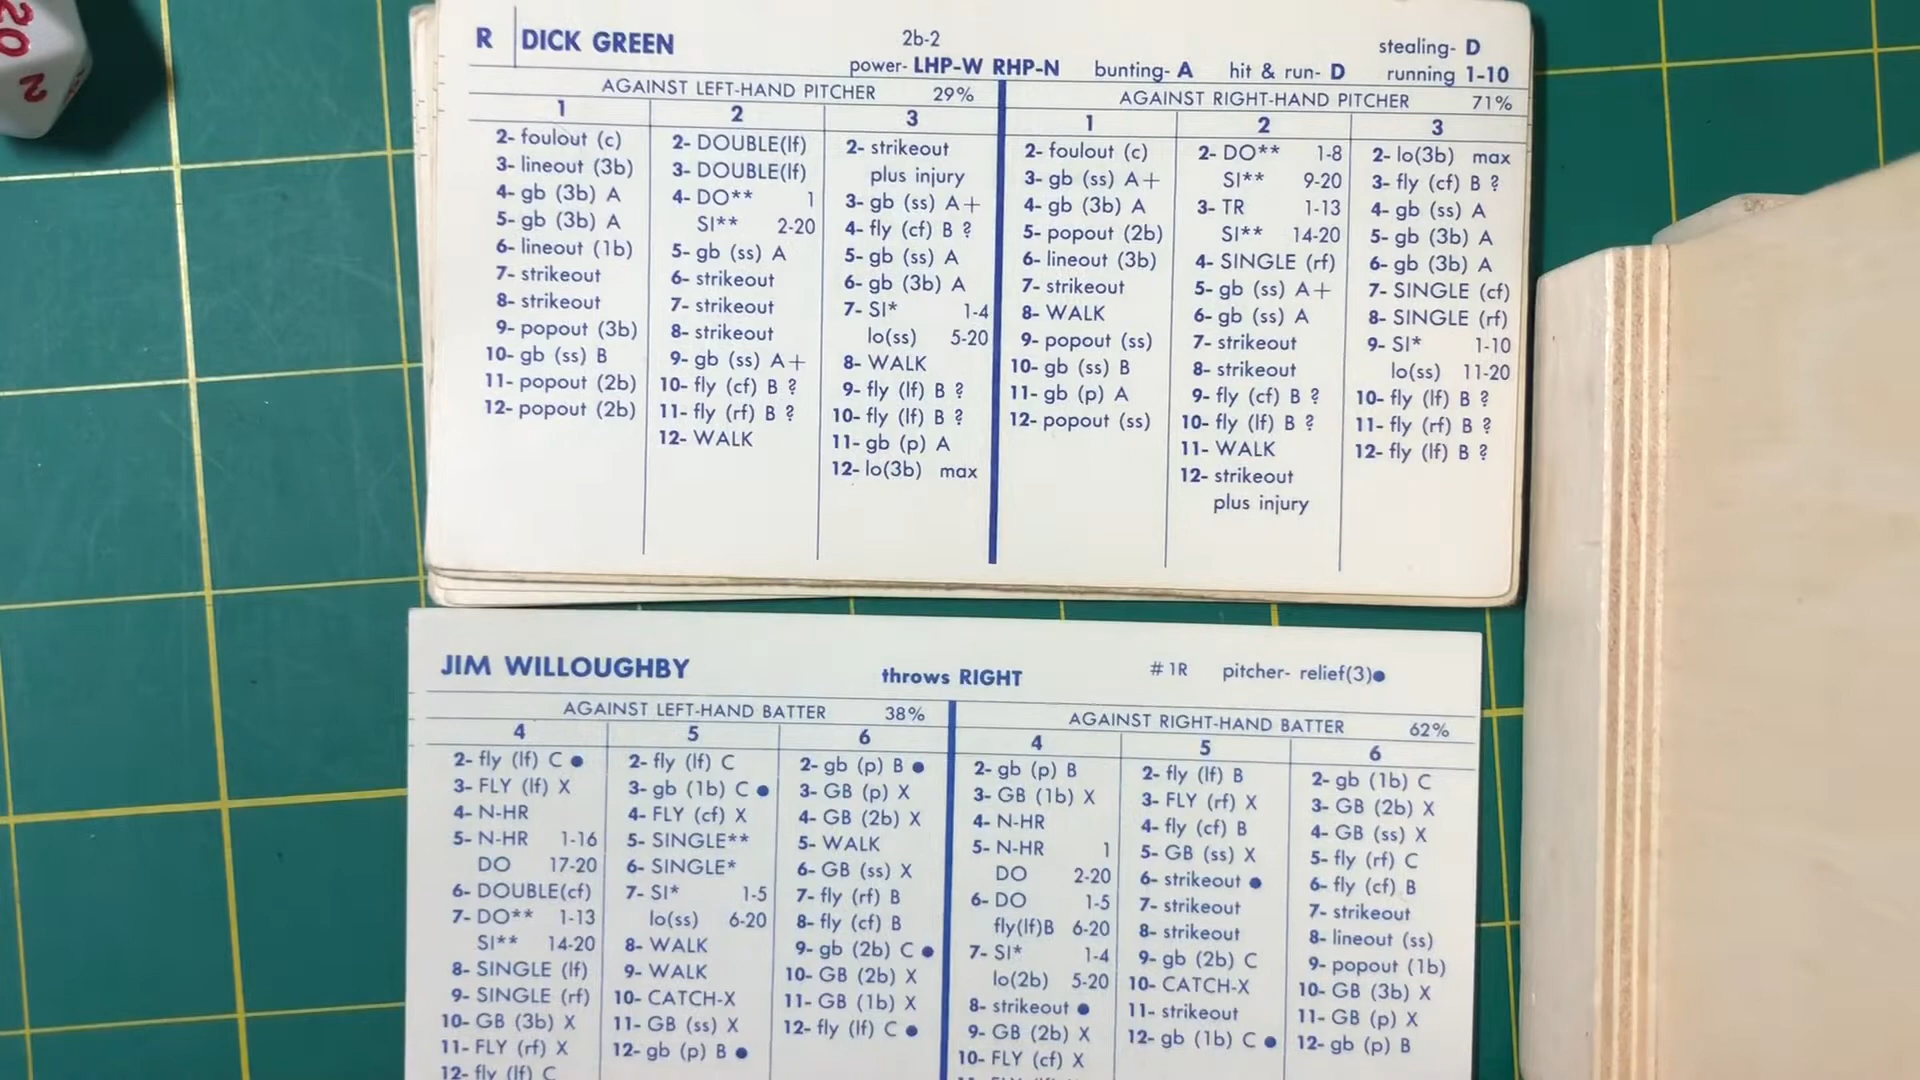 20
2
R DICK GREEN 2b-2 stealing- D
power- LHP-W RHP-N bunting- A hit & run- D running 1-10
AGAINST LEFT-HAND PITCHER 29%
1
2- foulout (c)
3- lineout (3b)
4- gb (3b) A
5- gb (3b) A
6- lineout (1b)
7- strikeout
8- strikeout
9- popout (3b)
10- gb (ss) B
11- popout (2b)
12- popout (2b)
2
2- DOUBLE(lf)
3- DOUBLE(lf)
4- DO** 1
SI** 2-20
5- gb (ss) A
6- strikeout
7- strikeout
8- strikeout
9- gb (ss) A+
10- fly (cf) B ?
11- fly (rf) B ?
12- WALK
3
2- strikeout
plus injury
3- gb (ss) A+
4- fly (cf) B ?
5- gb (ss) A
6- gb (3b) A
7- SI* 1-4
lo(ss) 5-20
8- WALK
9- fly (lf) B ?
10- fly (lf) B ?
11- gb (p) A
12- lo(3b) max
AGAINST RIGHT-HAND PITCHER 71%
1
2- foulout (c)
3- gb (ss) A+
4- gb (3b) A
5- popout (2b)
6- lineout (3b)
7- strikeout
8- WALK
9- popout (ss)
10- gb (ss) B
11- gb (p) A
12- popout (ss)
2
2- DO** 1-8
SI** 9-20
3- TR 1-13
SI** 14-20
4- SINGLE (rf)
5- gb (ss) A+
6- gb (ss) A
7- strikeout
8- strikeout
9- fly (cf) B ?
10- fly (lf) B ?
11- WALK
12- strikeout
plus injury
3
2- lo(3b) max
3- fly (cf) B ?
4- gb (ss) A
5- gb (3b) A
6- gb (3b) A
7- SINGLE (cf)
8- SINGLE (rf)
9- SI* 1-10
lo(ss) 11-20
10- fly (lf) B ?
11- fly (rf) B ?
12- fly (lf) B ?
JIM WILLOUGHBY throws RIGHT #1R pitcher- relief(3)●
AGAINST LEFT-HAND BATTER 38%
4
2- fly (lf) C ●
3- FLY (lf) X
4- N-HR
5- N-HR 1-16
DO 17-20
6- DOUBLE(cf)
7- DO** 1-13
SI** 14-20
8- SINGLE (lf)
9- SINGLE (rf)
10- GB (3b) X
11- FLY (rf) X
12- fly (lf) C
5
2- fly (lf) C
3- gb (1b) C ●
4- FLY (cf) X
5- SINGLE**
6- SINGLE*
7- SI* 1-5
lo(ss) 6-20
8- WALK
9- WALK
10- CATCH-X
11- GB (ss) X
12- gb (p) B ●
6
2- gb (p) B ●
3- GB (p) X
4- GB (2b) X
5- WALK
6- GB (ss) X
7- fly (rf) B
8- fly (cf) B
9- gb (2b) C ●
10- GB (2b) X
11- GB (1b) X
12- fly (lf) C ●
AGAINST RIGHT-HAND BATTER 62%
4
2- gb (p) B
3- GB (1b) X
4- N-HR
5- N-HR 1
DO 2-20
6- DO 1-5
fly(lf)B 6-20
7- SI* 1-4
lo(2b) 5-20
8- strikeout ●
9- GB (2b) X
10- FLY (cf) X
5
2- fly (lf) B
3- FLY (rf) X
4- fly (cf) B
5- GB (ss) X
6- strikeout ●
7- strikeout
8- strikeout
9- gb (2b) C
10- CATCH-X
11- strikeout
12- gb (1b) C ●
6
2- gb (1b) C
3- GB (2b) X
4- GB (ss) X
5- fly (rf) C
6- fly (cf) B
7- strikeout
8- lineout (ss)
9- popout (1b)
10- GB (3b) X
11- GB (p) X
12- gb (p) B